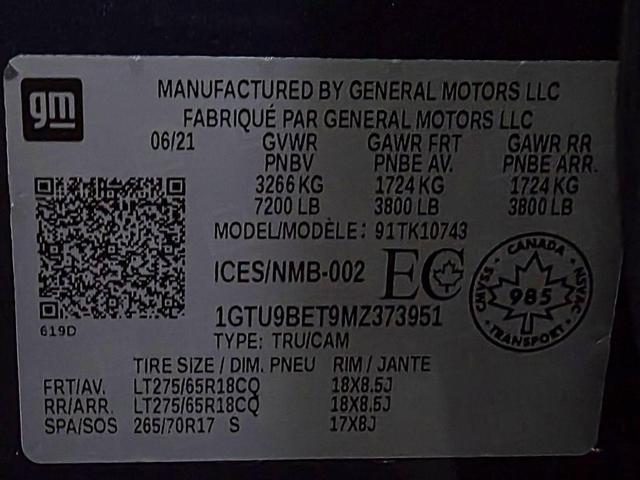 gm
MANUFACTURED BY GENERAL MOTORS LLC
FABRIQUÉ PAR GENERAL MOTORS LLC
06/21 GVWR GAWR FRT GAWR RR
PNBV PNBE AV. PNBE ARR.
3266 KG 1724 KG 1724 KG
7200 LB 3800 LB 3800 LB
MODEL/MODÈLE: 91TK10743
ICES/NMB-002 EC
CANADA
CMVSS 985 NSVAC
TRANSPORT
1GTU9BET9MZ373951
619D
TYPE: TRU/CAM
TIRE SIZE / DIM. PNEU RIM / JANTE
FRT/AV. LT275/65R18CQ 18X8.5J
RR/ARR. LT275/65R18CQ 18X8.5J
SPA/SOS 265/70R17 S 17X8J